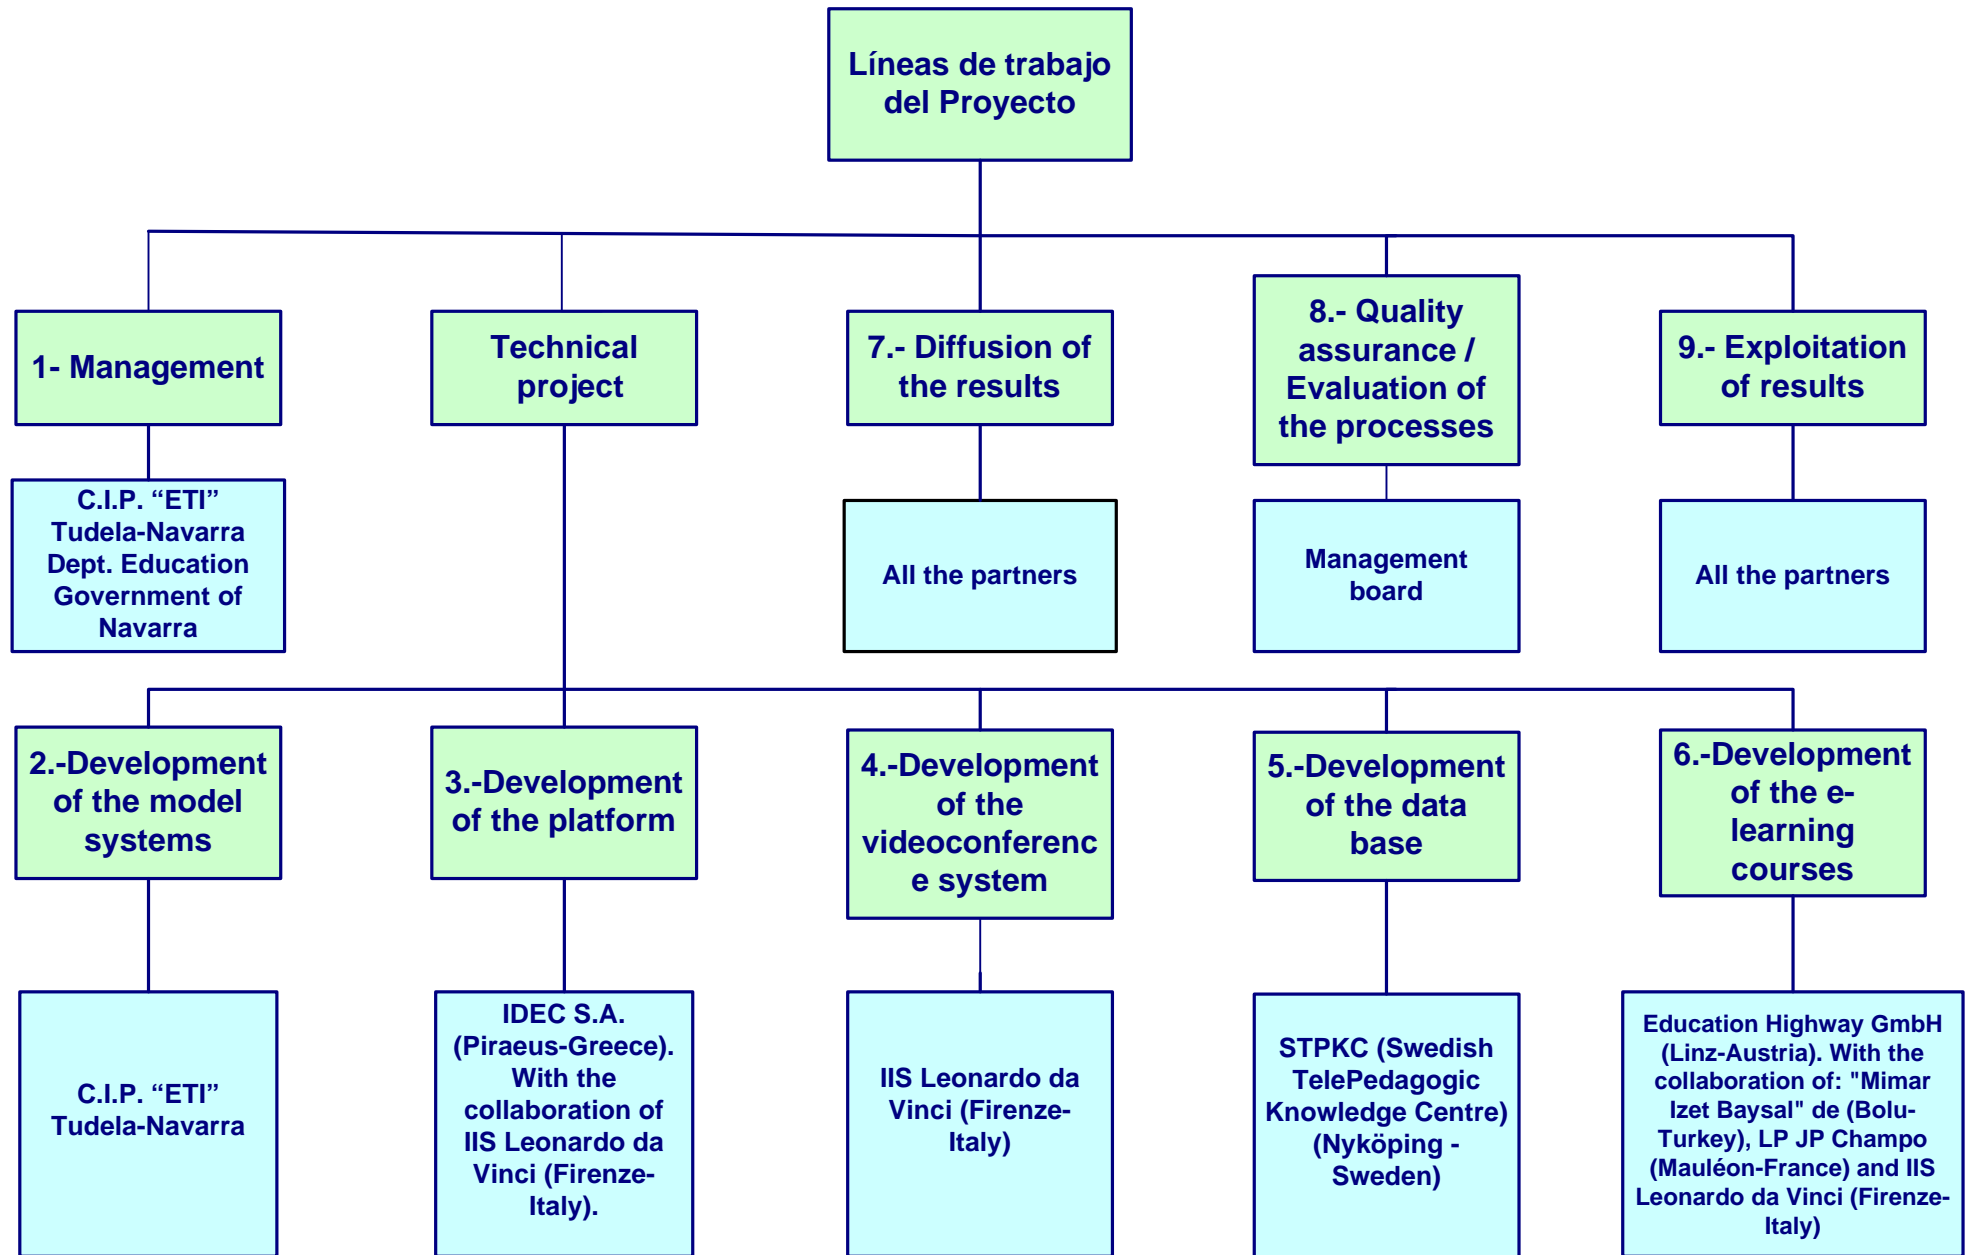 Líneas de trabajo
del Proyecto
1- Management
Technical
project
7.- Diffusion of
the results
8.- Quality
assurance /
Evaluation of
the processes
9.- Exploitation
of results
C.I.P. “ETI”
Tudela-Navarra
Dept. Education
Government of
Navarra
All the partners
Management
board
All the partners
2.-Development
of the model
systems
3.-Development
of the platform
4.-Development
of the
videoconferenc
e system
5.-Development
of the data
base
6.-Development
of the e-
learning
courses
C.I.P. “ETI”
Tudela-Navarra
IDEC S.A.
(Piraeus-Greece).
With the
collaboration of
IIS Leonardo da
Vinci (Firenze-
Italy).
IIS Leonardo da
Vinci (Firenze-
Italy)
STPKC (Swedish
TelePedagogic
Knowledge Centre)
(Nyköping -
Sweden)
Education Highway GmbH
(Linz-Austria). With the
collaboration of: "Mimar
Izet Baysal" de (Bolu-
Turkey), LP JP Champo
(Mauléon-France) and IIS
Leonardo da Vinci (Firenze-
Italy)